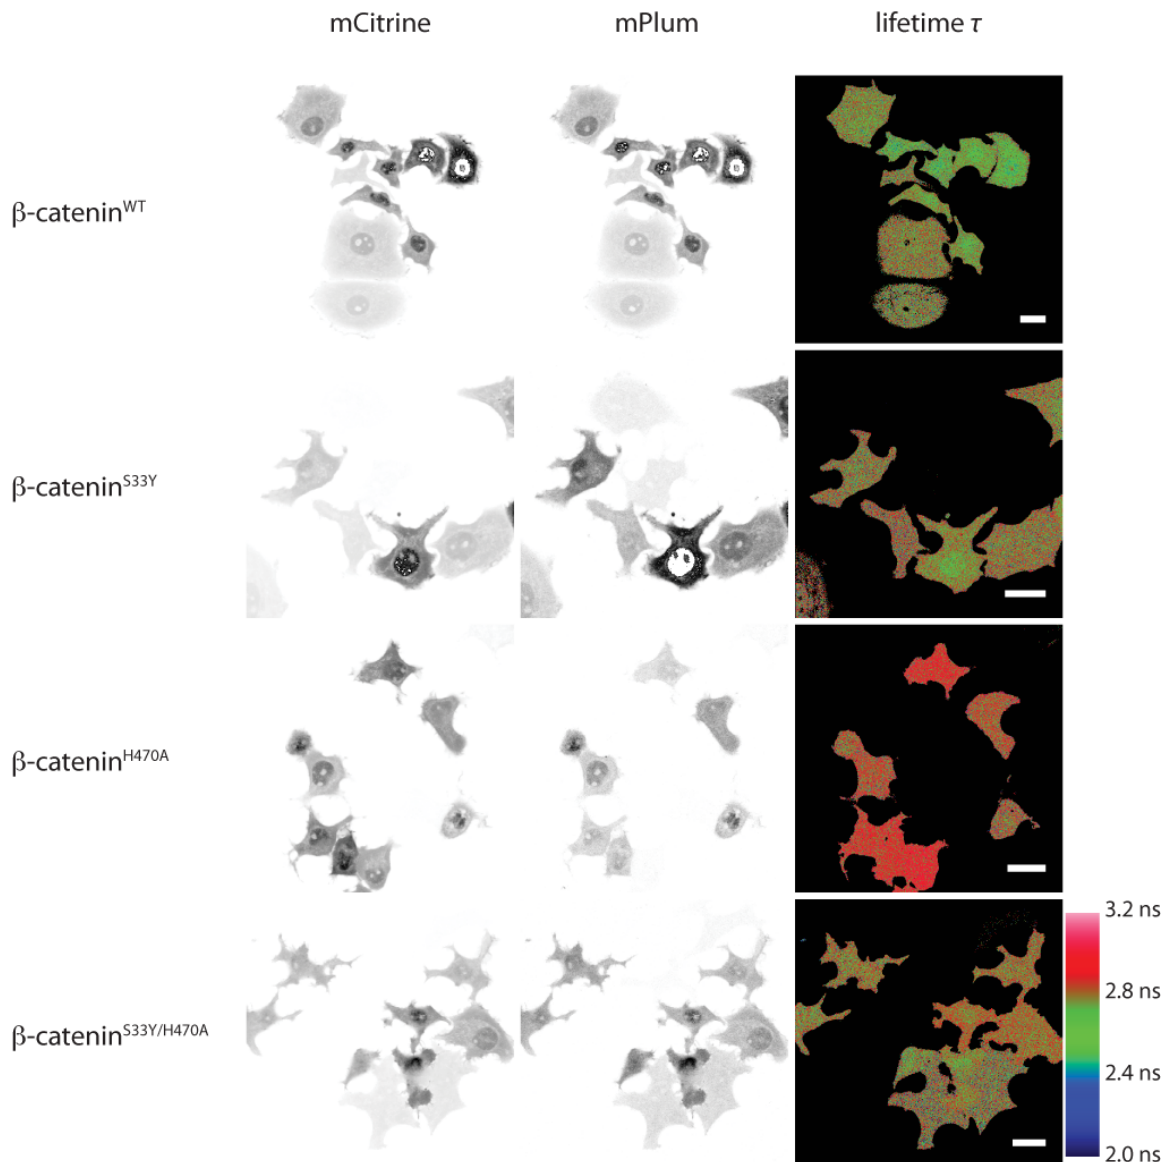 mCitrine mPlum lifetime τ
β-catenin^WT
β-catenin^S33Y
β-catenin^H470A
β-catenin^S33Y/H470A
3.2 ns
2.8 ns
2.4 ns
2.0 ns